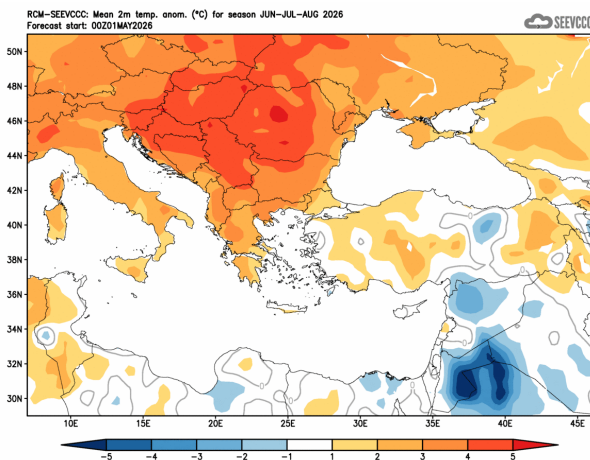 RCM-SEEVCCC: Mean 2m temp. anom. (°C) for season JUN-JUL-AUG 2026
Forecast start: 00Z01MAY2026
SEEVCCC
50N
48N
46N
44N
42N
40N
38N
36N
34N
32N
30N
10E 15E 20E 25E 30E 35E 40E 45E
-5 -4 -3 -2 -1 1 2 3 4 5